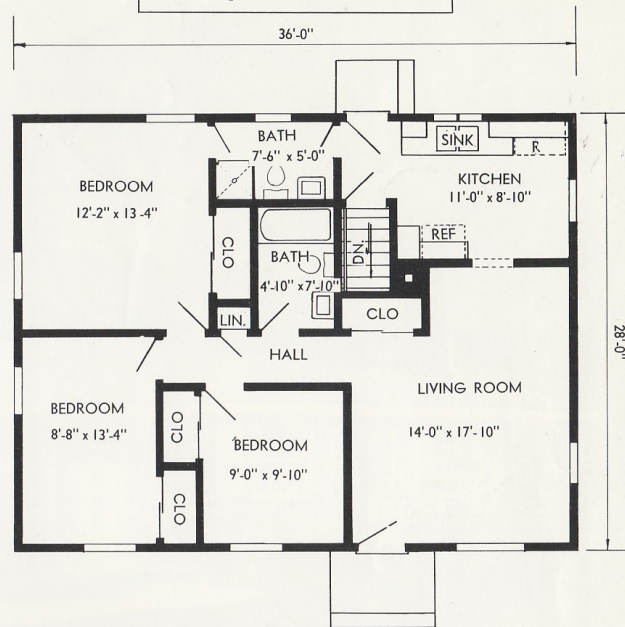 36'-0"
BATH
7'-6" x 5'-0"
SINK
R
BEDROOM
12'-2" x 13-4"
KITCHEN
11'-0" x 8'-10"
CLO
BATH
4'-10" x 7'-10"
DN.
REF
LIN.
CLO
HALL
28'-0"
LIVING ROOM
14'-0" x 17'-10"
BEDROOM
8'-8" x 13'-4"
CLO
BEDROOM
9'-0" x 9'-10"
CLO